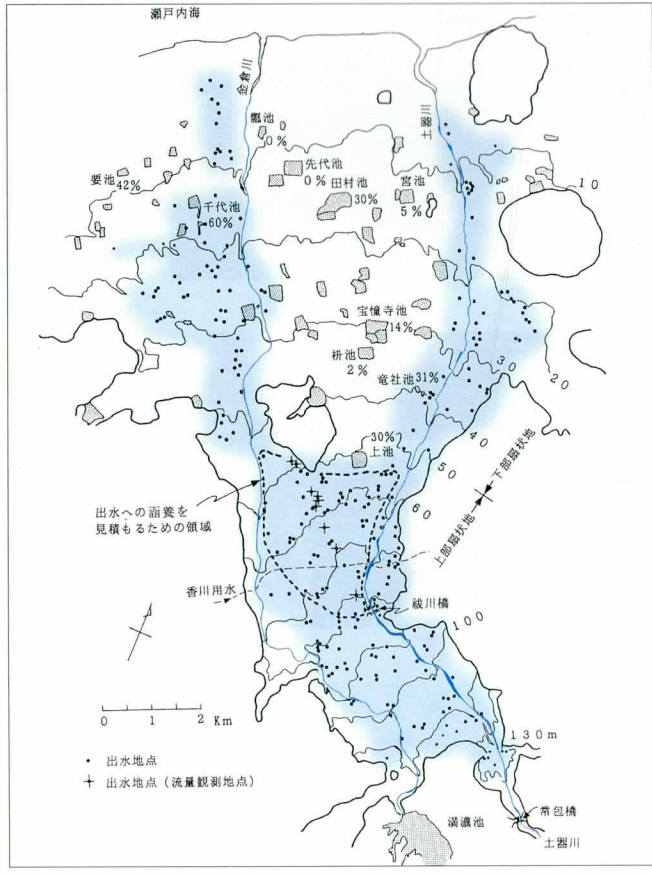 瀬戸内海
金倉川
土器川
瓢池
0%
先代池
0%
田村池
30%
宮池
5%
要池
42%
千代池
60%
10
宝憧寺池
14%
枡池
2%
竜社池 31%
30
20
40
30%
上池
50
60
下部扇状地
上部扇状地
出水への涵養を
見積もるための領域
香川用水
祓川橋
100
0 1 2 Km
130m
・ 出水地点
出水地点(流量観測地点)
満濃池
常包橋
土器川